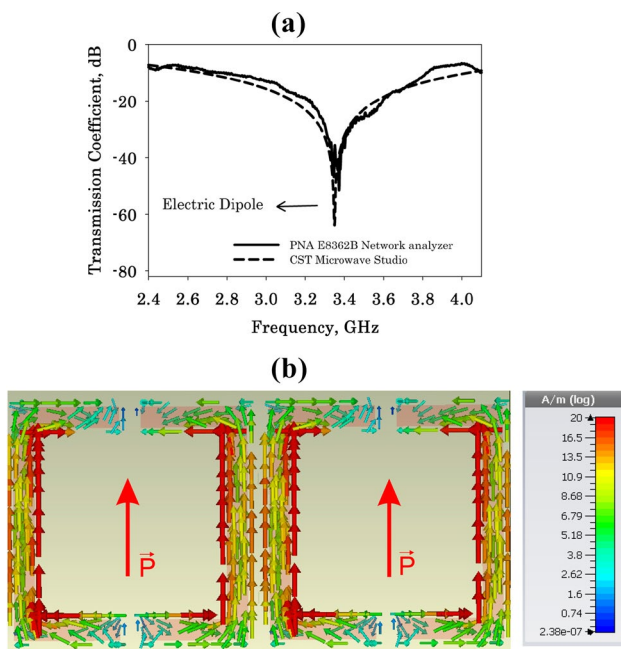 (a)
0
-20
-40
-60
-80
Transmission Coefficient, dB
Electric Dipole
PNA E8362B Network analyzer
CST Microwave Studio
2.4 2.6 2.8 3.0 3.2 3.4 3.6 3.8 4.0
Frequency, GHz
(b)
P
P
A/m (log)
20
16.5
13.5
10.9
8.68
6.79
5.18
3.8
2.62
1.6
0.74
2.38e-07